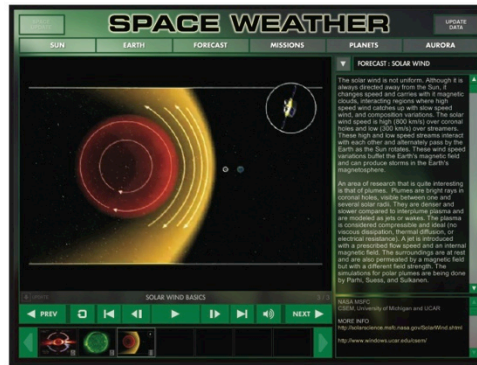 SPACE WEATHER
UPDATE
DATA
SUN
EARTH
FORECAST
MISSIONS
PLANETS
AURORA
FORECAST : SOLAR WIND
The solar wind is not uniform. Although it is
always directed away from the Sun, it
changes speed and carries with it magnetic
clouds, interacting regions where high
speed wind catches up with slow speed
wind, and composition variations. The solar
wind speed is high (800 km/s) over coronal
holes and low (300 km/s) over streamers.
These high and low speed streams interact
with each other and alternately pass by the
Earth as the Sun rotates. These wind speed
variations buffet the Earth's magnetic field
and can produce storms in the Earth's
magnetosphere.
An area of research that is quite interesting
is that of plumes. Plumes are bright rays in
coronal holes, visible between one and
several solar radii. They are denser and
slower compared to interplume plasma and
are modeled as jets or wakes. The plasma
is considered compressible and ideal (no
viscous dissipation, thermal diffusion, or
electrical resistance). A jet is introduced
with a prescribed flow speed and an internal
magnetic field. The surroundings are at rest
and are also permeated by a magnetic field
but with a different field strength. The
simulations for polar plumes are being done
by Parhi, Suess, and Sulkanen.
SOLAR WIND BASICS
PREV
NEXT
NASA MSFC
CSEM, University of Michigan and UCAR
MORE INFO
http://solarscience.msfc.nasa.gov/SolarWind.shtml
http://www.windows.ucar.edu/ssem/